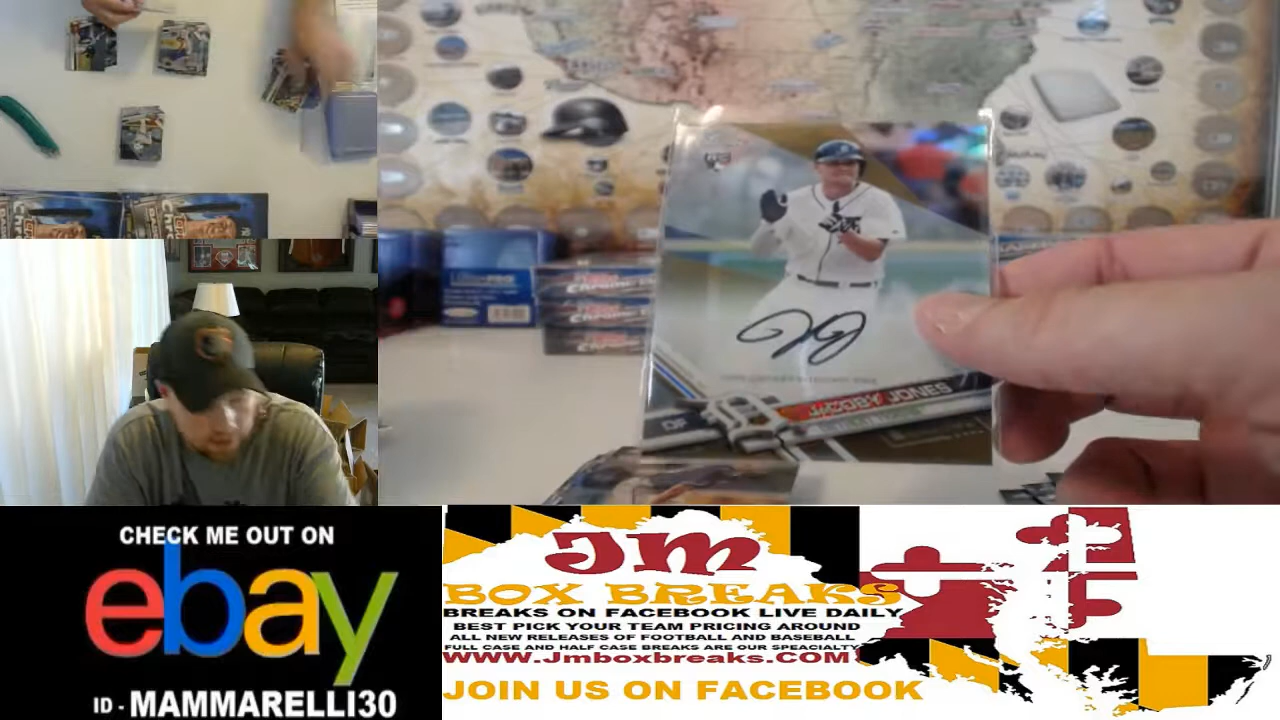 RC
JACOBY JONES
OF
CHECK ME OUT ON
ebay
ID - MAMMARELLI30
JM
BOX BREAKS
BREAKS ON FACEBOOK LIVE DAILY
BEST PICK YOUR TEAM PRICING AROUND
ALL NEW RELEASES OF FOOTBALL AND BASEBALL
FULL CASE AND HALF CASE BREAKS ARE OUR SPEACIALTY
WWW.Jmboxbreaks.COM
JOIN US ON FACEBOOK